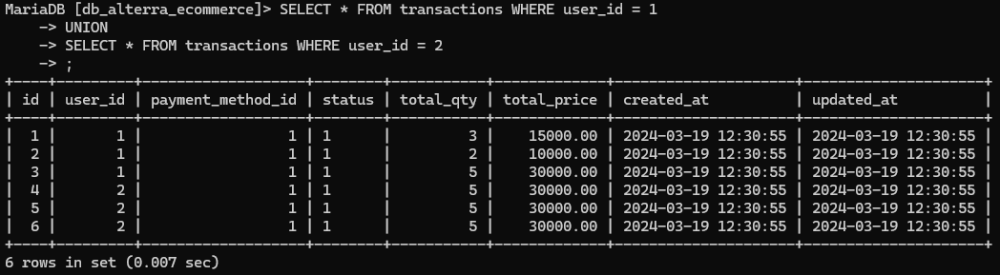 MariaDB [db_alterra_ecommerce]> SELECT * FROM transactions WHERE user_id = 1
    -> UNION
    -> SELECT * FROM transactions WHERE user_id = 2
    -> ;
+----+---------+-------------------+--------+-----------+-------------+---------------------+---------------------+
| id | user_id | payment_method_id | status | total_qty | total_price | created_at          | updated_at          |
+----+---------+-------------------+--------+-----------+-------------+---------------------+---------------------+
|  1 |       1 |                 1 | 1      |         3 |    15000.00 | 2024-03-19 12:30:55 | 2024-03-19 12:30:55 |
|  2 |       1 |                 1 | 1      |         2 |    10000.00 | 2024-03-19 12:30:55 | 2024-03-19 12:30:55 |
|  3 |       1 |                 1 | 1      |         5 |    30000.00 | 2024-03-19 12:30:55 | 2024-03-19 12:30:55 |
|  4 |       2 |                 1 | 1      |         5 |    30000.00 | 2024-03-19 12:30:55 | 2024-03-19 12:30:55 |
|  5 |       2 |                 1 | 1      |         5 |    30000.00 | 2024-03-19 12:30:55 | 2024-03-19 12:30:55 |
|  6 |       2 |                 1 | 1      |         5 |    30000.00 | 2024-03-19 12:30:55 | 2024-03-19 12:30:55 |
+----+---------+-------------------+--------+-----------+-------------+---------------------+---------------------+
6 rows in set (0.007 sec)